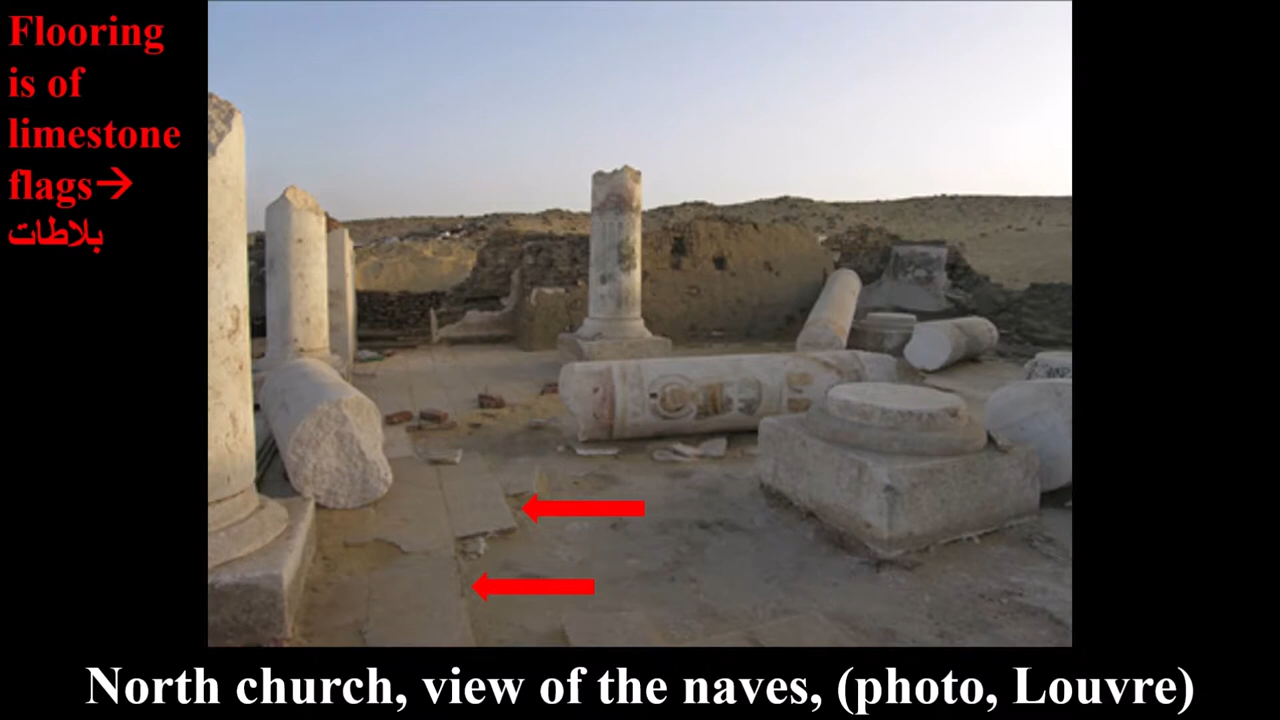 Flooring
is of
limestone
flags→
بلاطات
North church, view of the naves, (photo, Louvre)